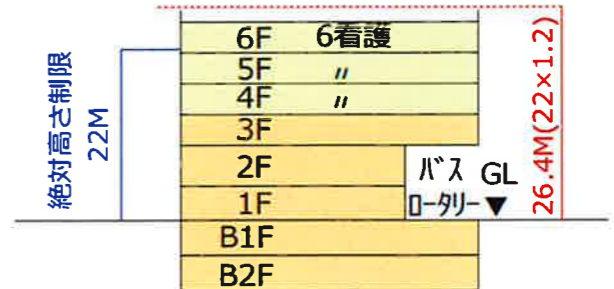 6F 6看護
5F 〃
4F 〃
3F
2F
1F
B1F
B2F
絶対高さ制限
22M
バス GL
ロータリー▼
26.4M(22×1.2)